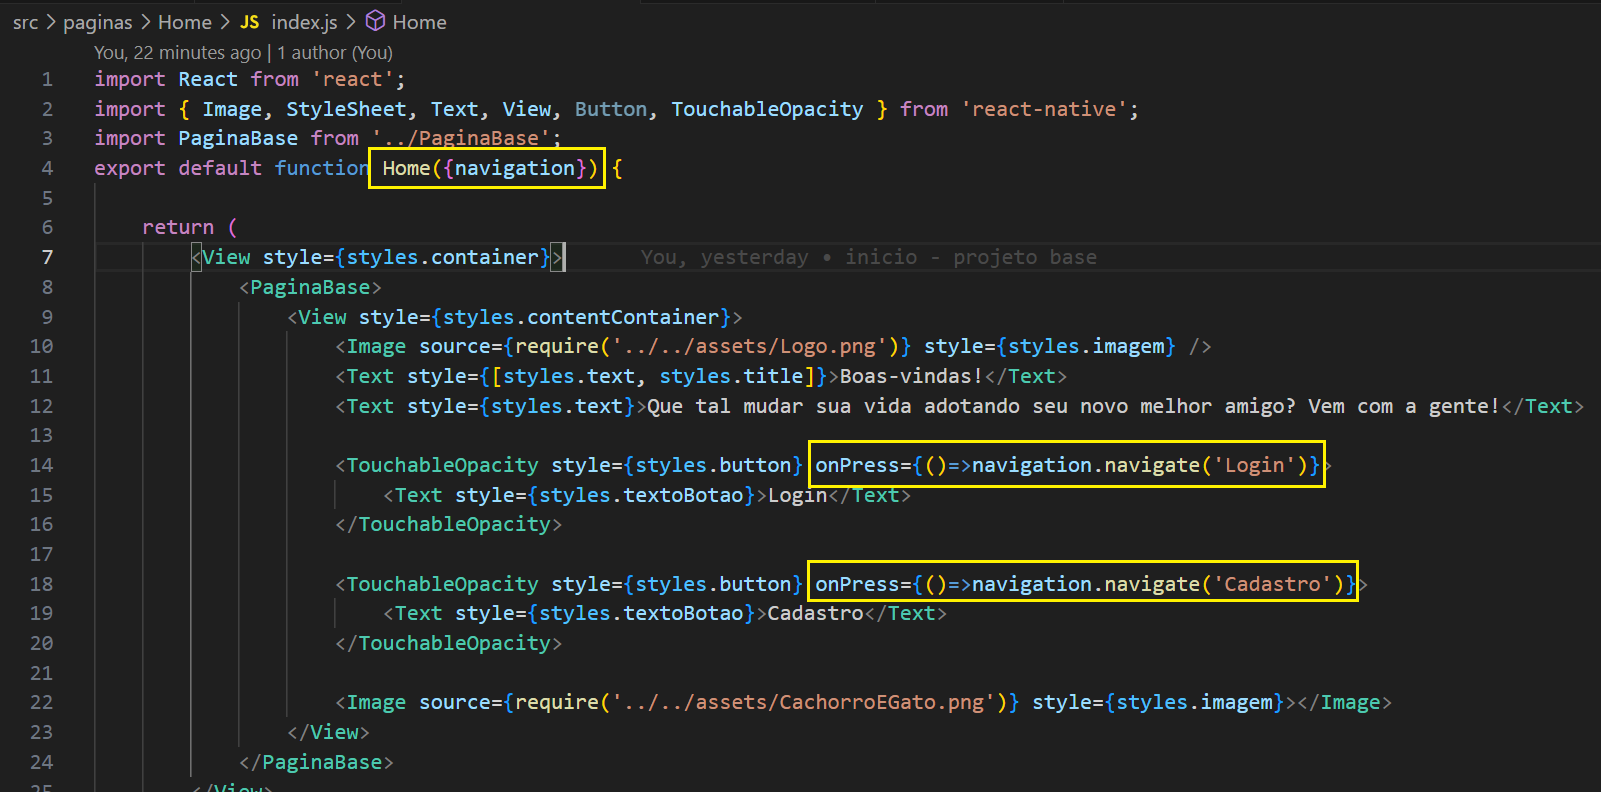 src > paginas > Home > JS index.js > Home
You, 22 minutes ago | 1 author (You)
1 import React from 'react';
2 import { Image, StyleSheet, Text, View, Button, TouchableOpacity } from 'react-native';
3 import PaginaBase from '../PaginaBase';
4 export default function Home({navigation}) {
5
6 return (
7 <View style={styles.container}> You, yesterday • inicio - projeto base
8 <PaginaBase>
9 <View style={styles.contentContainer}>
10 <Image source={require('../../assets/Logo.png')} style={styles.imagem} />
11 <Text style={[styles.text, styles.title]}>Boas-vindas!</Text>
12 <Text style={styles.text}>Que tal mudar sua vida adotando seu novo melhor amigo? Vem com a gente!</Text>
13
14 <TouchableOpacity style={styles.button} onPress={()=>navigation.navigate('Login')}>
15 <Text style={styles.textoBotao}>Login</Text>
16 </TouchableOpacity>
17
18 <TouchableOpacity style={styles.button} onPress={()=>navigation.navigate('Cadastro')}>
19 <Text style={styles.textoBotao}>Cadastro</Text>
20 </TouchableOpacity>
21
22 <Image source={require('../../assets/CachorroEGato.png')} style={styles.imagem}></Image>
23 </View>
24 </PaginaBase>
25 </View>